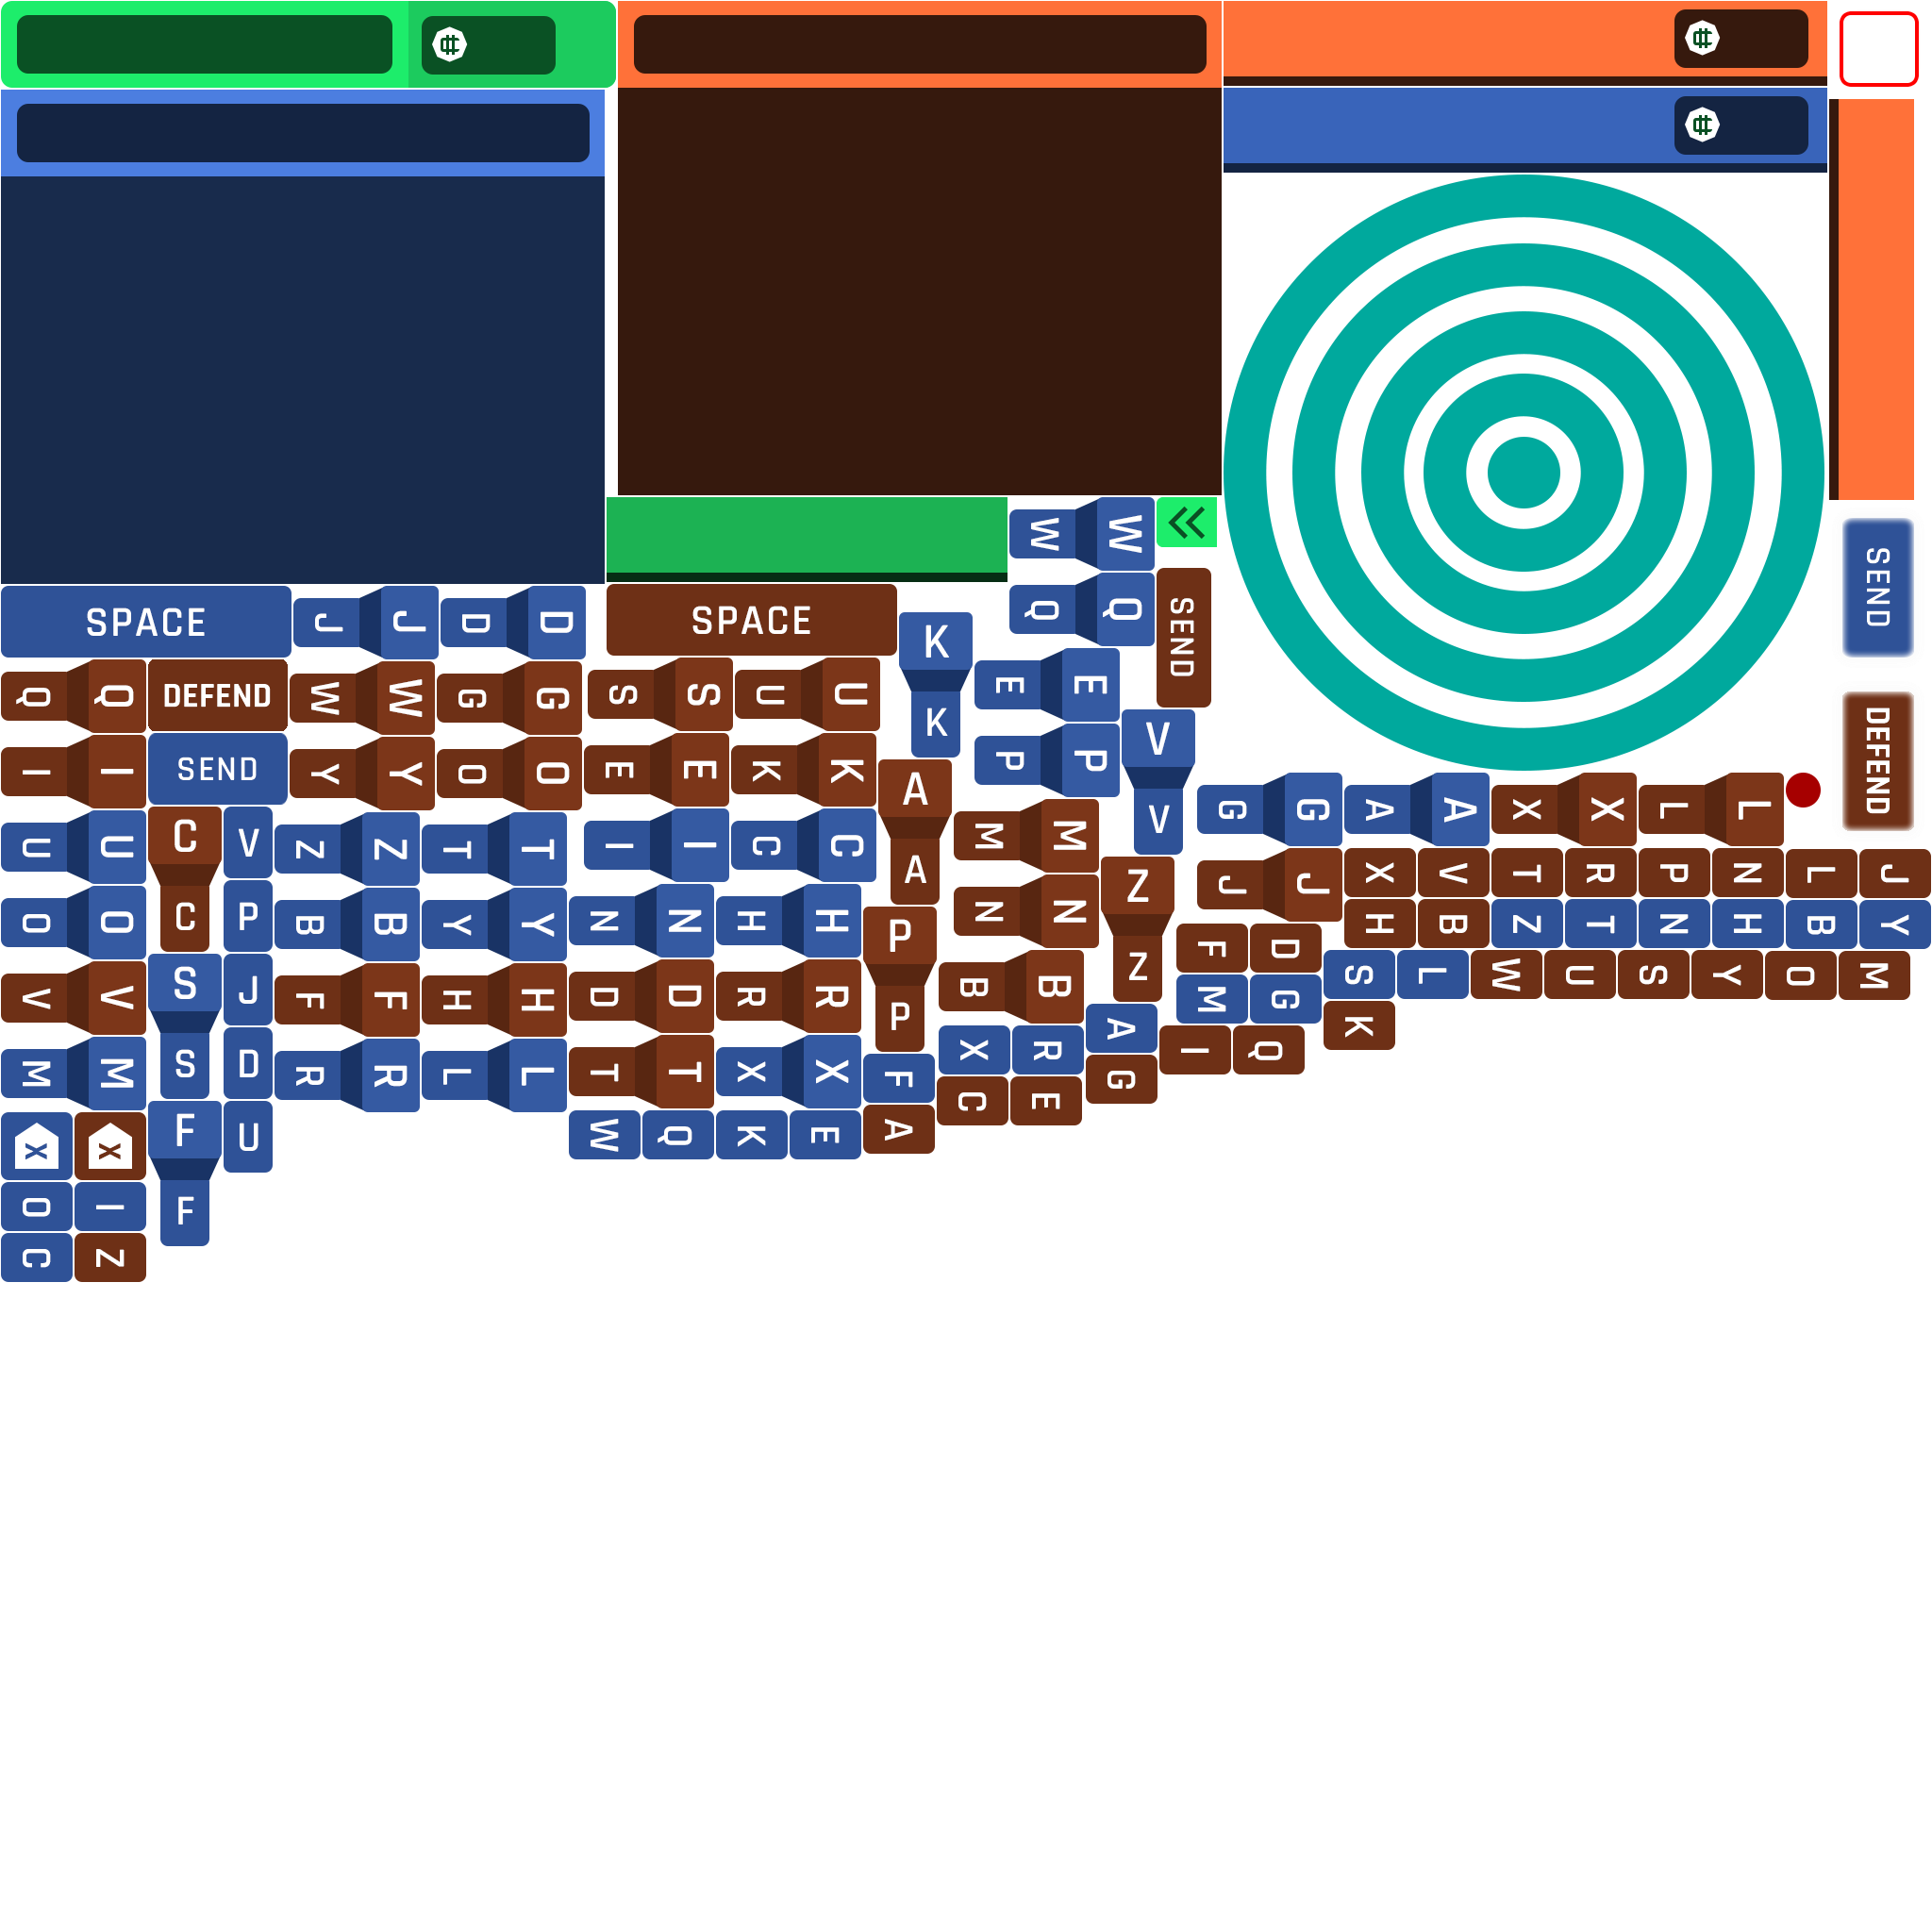 W W
Q Q
SPACE J J D D SPACE K SEND SEND
Q Q DEFEND W W G G S S U U K E E
I I SEND Y Y O O E E K K A P P V DEFEND
U U C V Z Z T T I I C C A M M V G G A A X X L L
O O C P B B Y Y N N H H P N N Z J J X V T R P N L J
H B Z T N H B Y
V V S J F F H H D D R R P B B Z F D S L W U S Y O M
M M S D R R L L T T X X F X R A M G K
X X F U W Q K E A C E G I Q
O I F
C Z